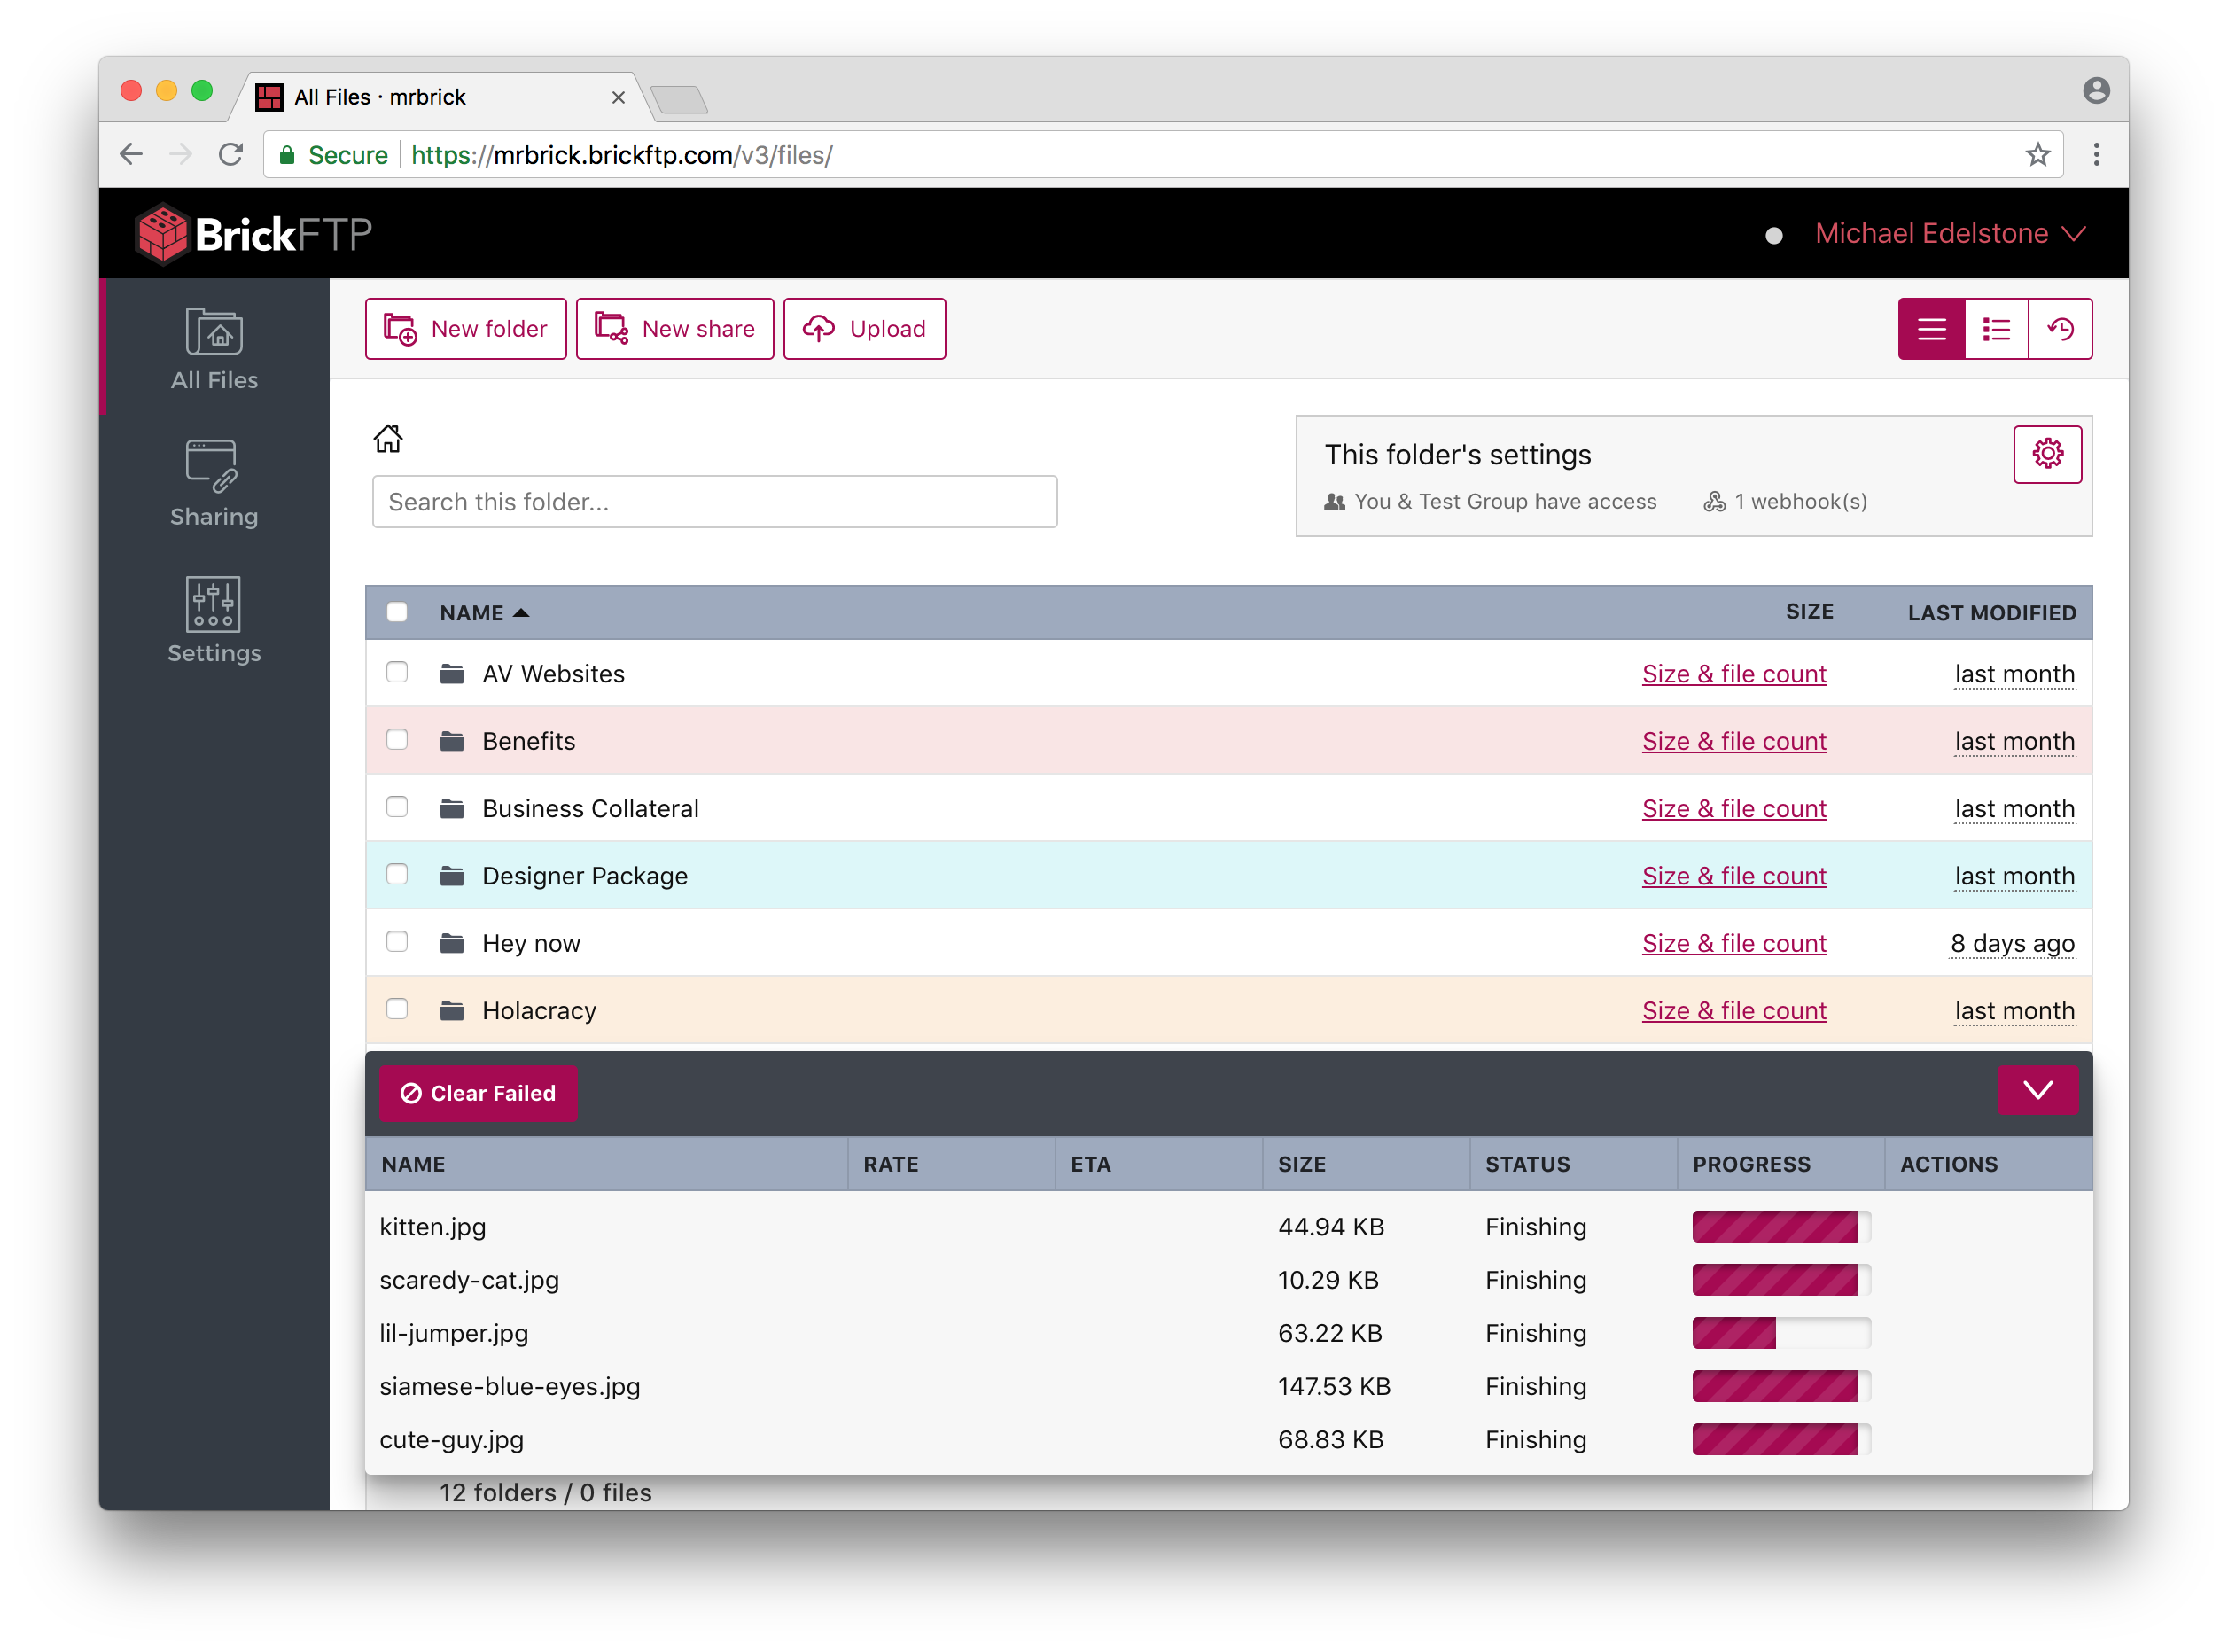 All Files · mrbrick
Secure https://mrbrick.brickftp.com/v3/files/
BrickFTP
Michael Edelstone
All Files
Sharing
Settings
New folder
New share
Upload
Search this folder...
This folder's settings
You & Test Group have access
1 webhook(s)
NAME SIZE LAST MODIFIED
AV Websites Size & file count last month
Benefits Size & file count last month
Business Collateral Size & file count last month
Designer Package Size & file count last month
Hey now Size & file count 8 days ago
Holacracy Size & file count last month
Clear Failed
NAME RATE ETA SIZE STATUS PROGRESS ACTIONS
kitten.jpg 44.94 KB Finishing
scaredy-cat.jpg 10.29 KB Finishing
lil-jumper.jpg 63.22 KB Finishing
siamese-blue-eyes.jpg 147.53 KB Finishing
cute-guy.jpg 68.83 KB Finishing
12 folders / 0 files